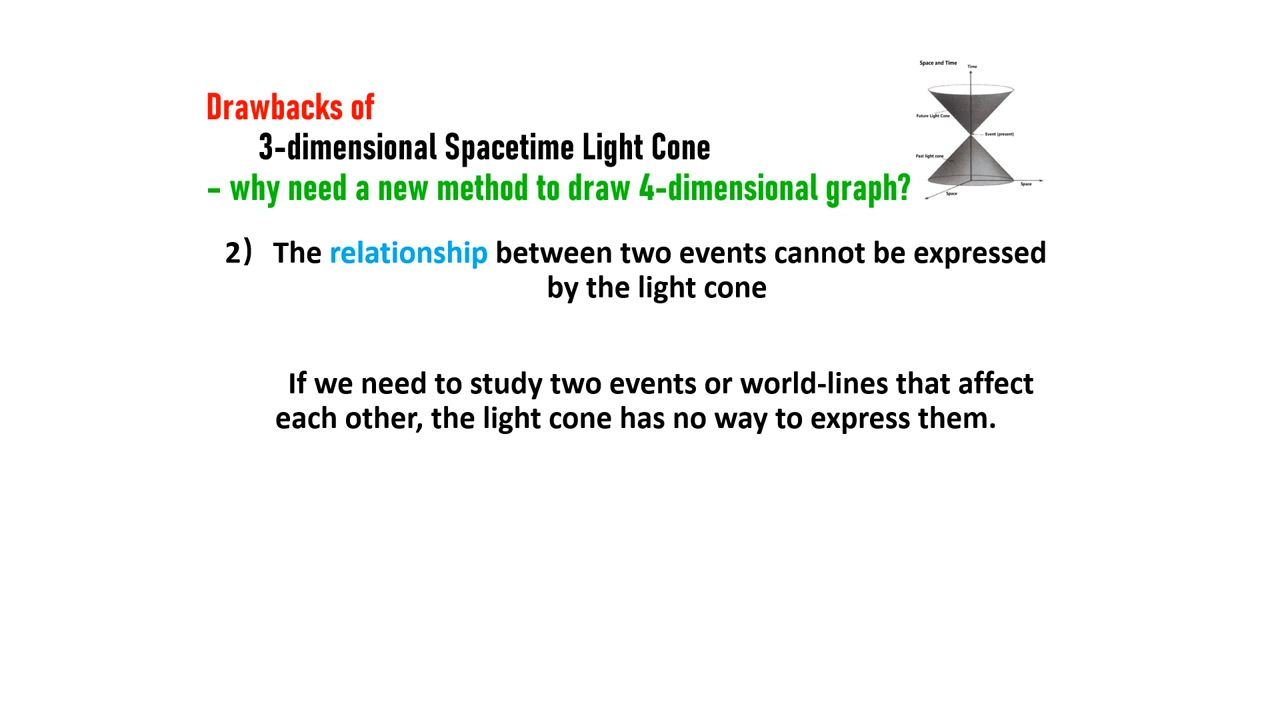 Space and Time
Time
Drawbacks of
3-dimensional Spacetime Light Cone
– why need a new method to draw 4-dimensional graph?
Future Light Cone
Event (present)
Past light cone
Space
Space
2) The relationship between two events cannot be expressed
by the light cone
If we need to study two events or world-lines that affect
each other, the light cone has no way to express them.